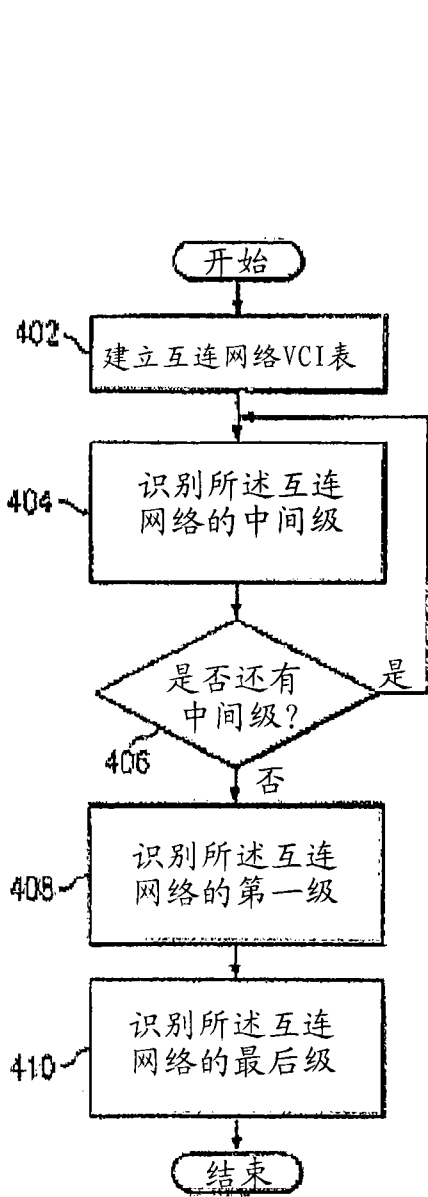 开始
402
建立互连网络VCI表
404
识别所述互连
网络的中间级
是否还有
中间级?
是
406
否
408
识别所述互连
网络的第一级
识别所述互连
网络的最后级
410
结束